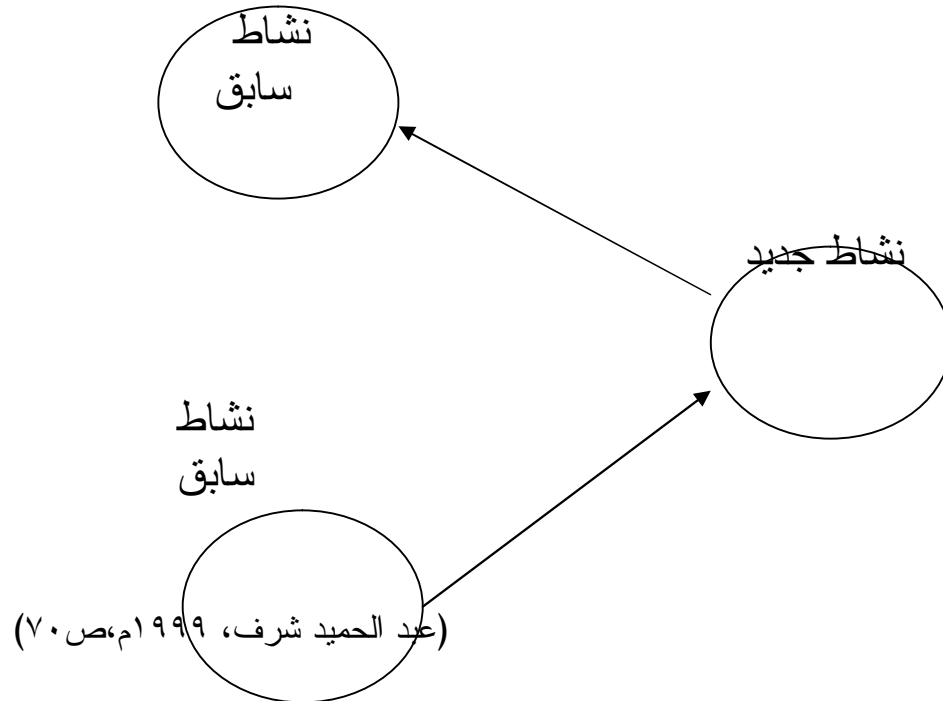 نشاط
سابق
نشاط جديد
نشاط
سابق
(عبد الحميد شرف، ١٩٩٩م،ص٧٠)